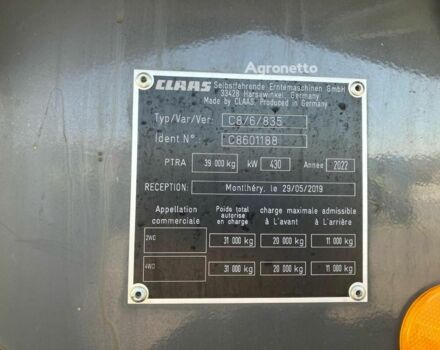 Agronetto
CLAAS Selbstfahrende Erntemaschinen GmbH
33428 Harsewinkel, Germany
Made by CLAAS, Produced in Germany
Typ/Var/Ver: C8/6/835
Ident N° C8601188
PTRA 39 000 kg kW 430 Année 2022
RECEPTION: Montlhéry, le 29/05/2019
Appellation commerciale Poids total autorise en charge charge maximale admissible
à L'avant à L'arrière
2WD 31 000 kg 20 000 kg 11 000 kg
4WD 31 000 kg 20 000 kg 11 000 kg